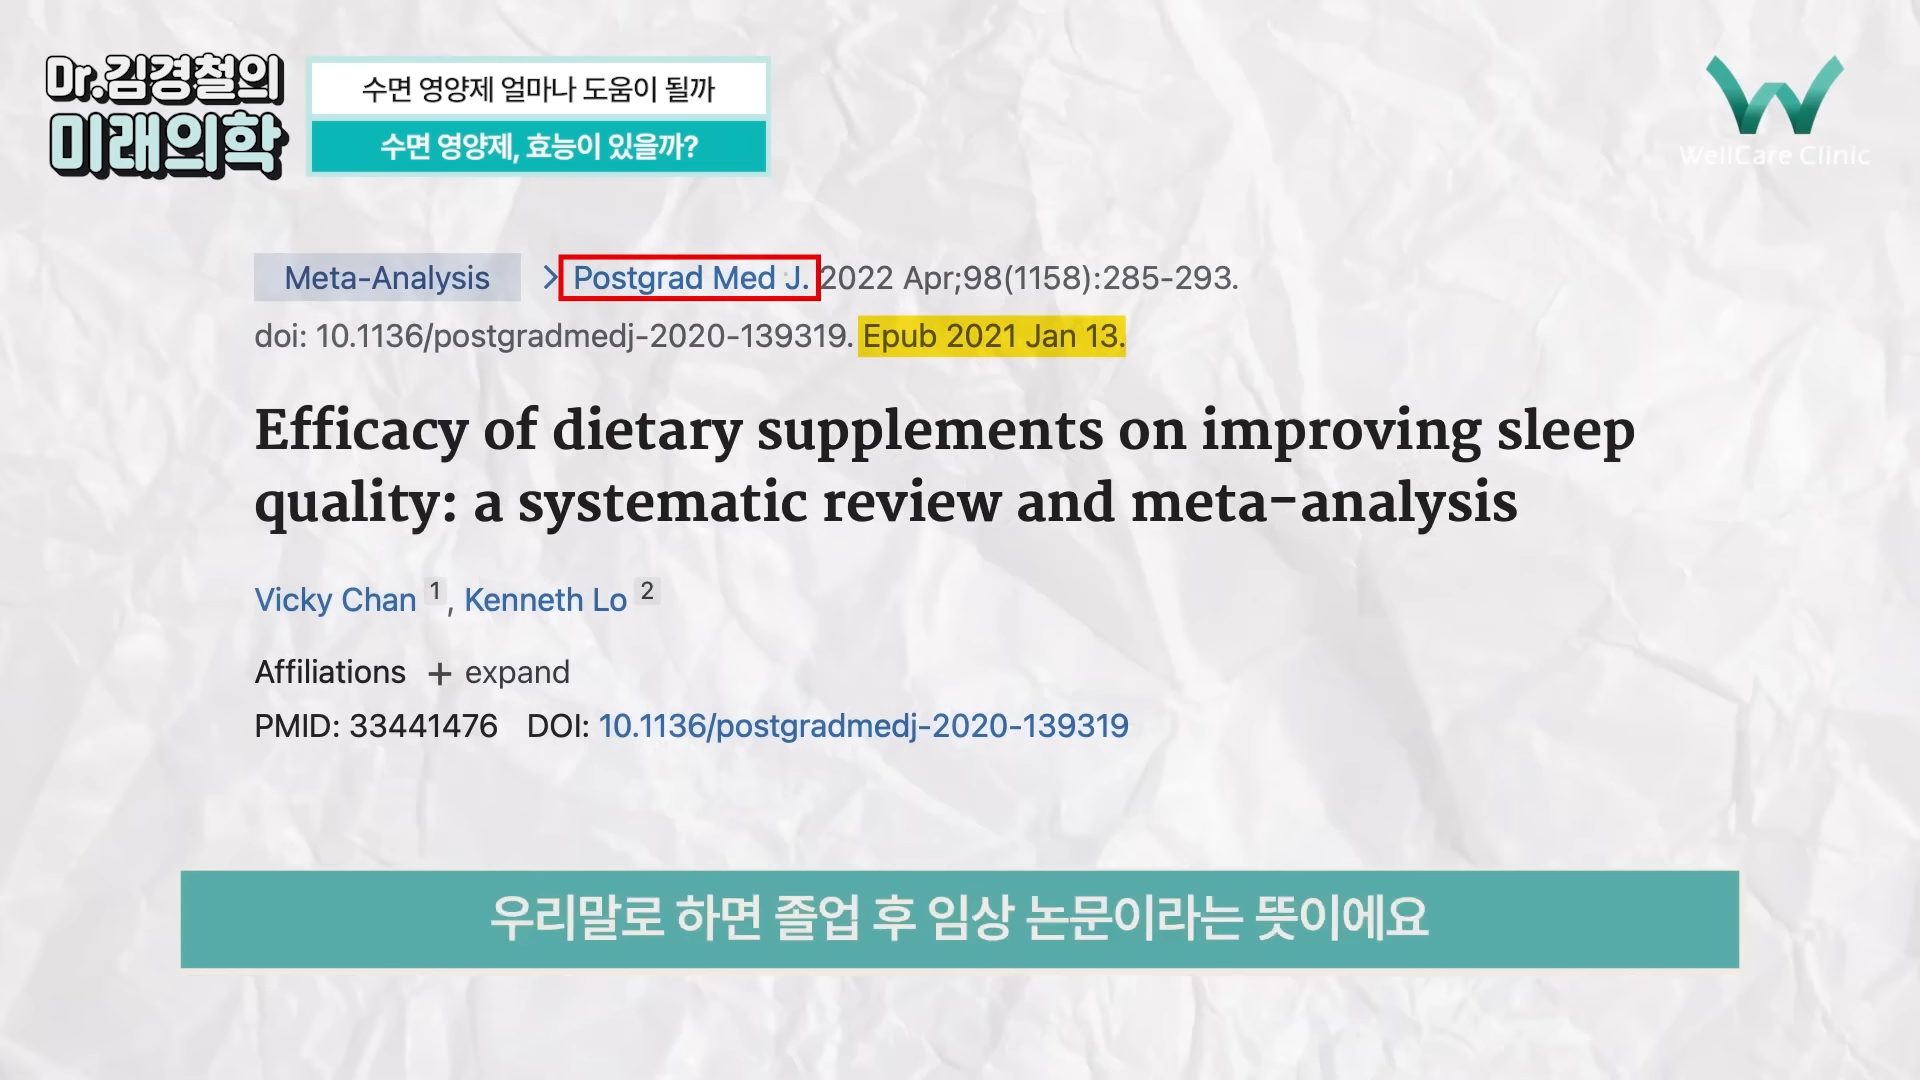 Dr.김경철의
미래의학
수면 영양제 얼마나 도움이 될까
수면 영양제, 효능이 있을까?
WellCare Clinic
Meta-Analysis > Postgrad Med J. 2022 Apr;98(1158):285-293.
doi: 10.1136/postgradmedj-2020-139319. Epub 2021 Jan 13.
Efficacy of dietary supplements on improving sleep
quality: a systematic review and meta-analysis
Vicky Chan 1, Kenneth Lo 2
Affiliations + expand
PMID: 33441476 DOI: 10.1136/postgradmedj-2020-139319
우리말로 하면 졸업 후 임상 논문이라는 뜻이에요